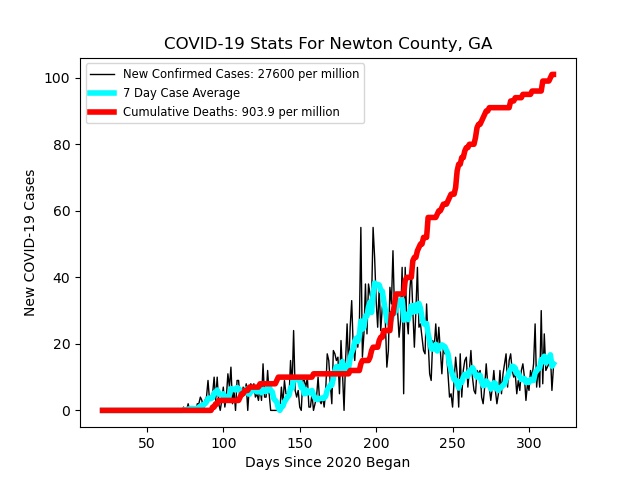 COVID-19 Stats For Newton County, GA
New Confirmed Cases: 27600 per million
7 Day Case Average
Cumulative Deaths: 903.9 per million
100
80
60
40
20
0
New COVID-19 Cases
50 100 150 200 250 300
Days Since 2020 Began